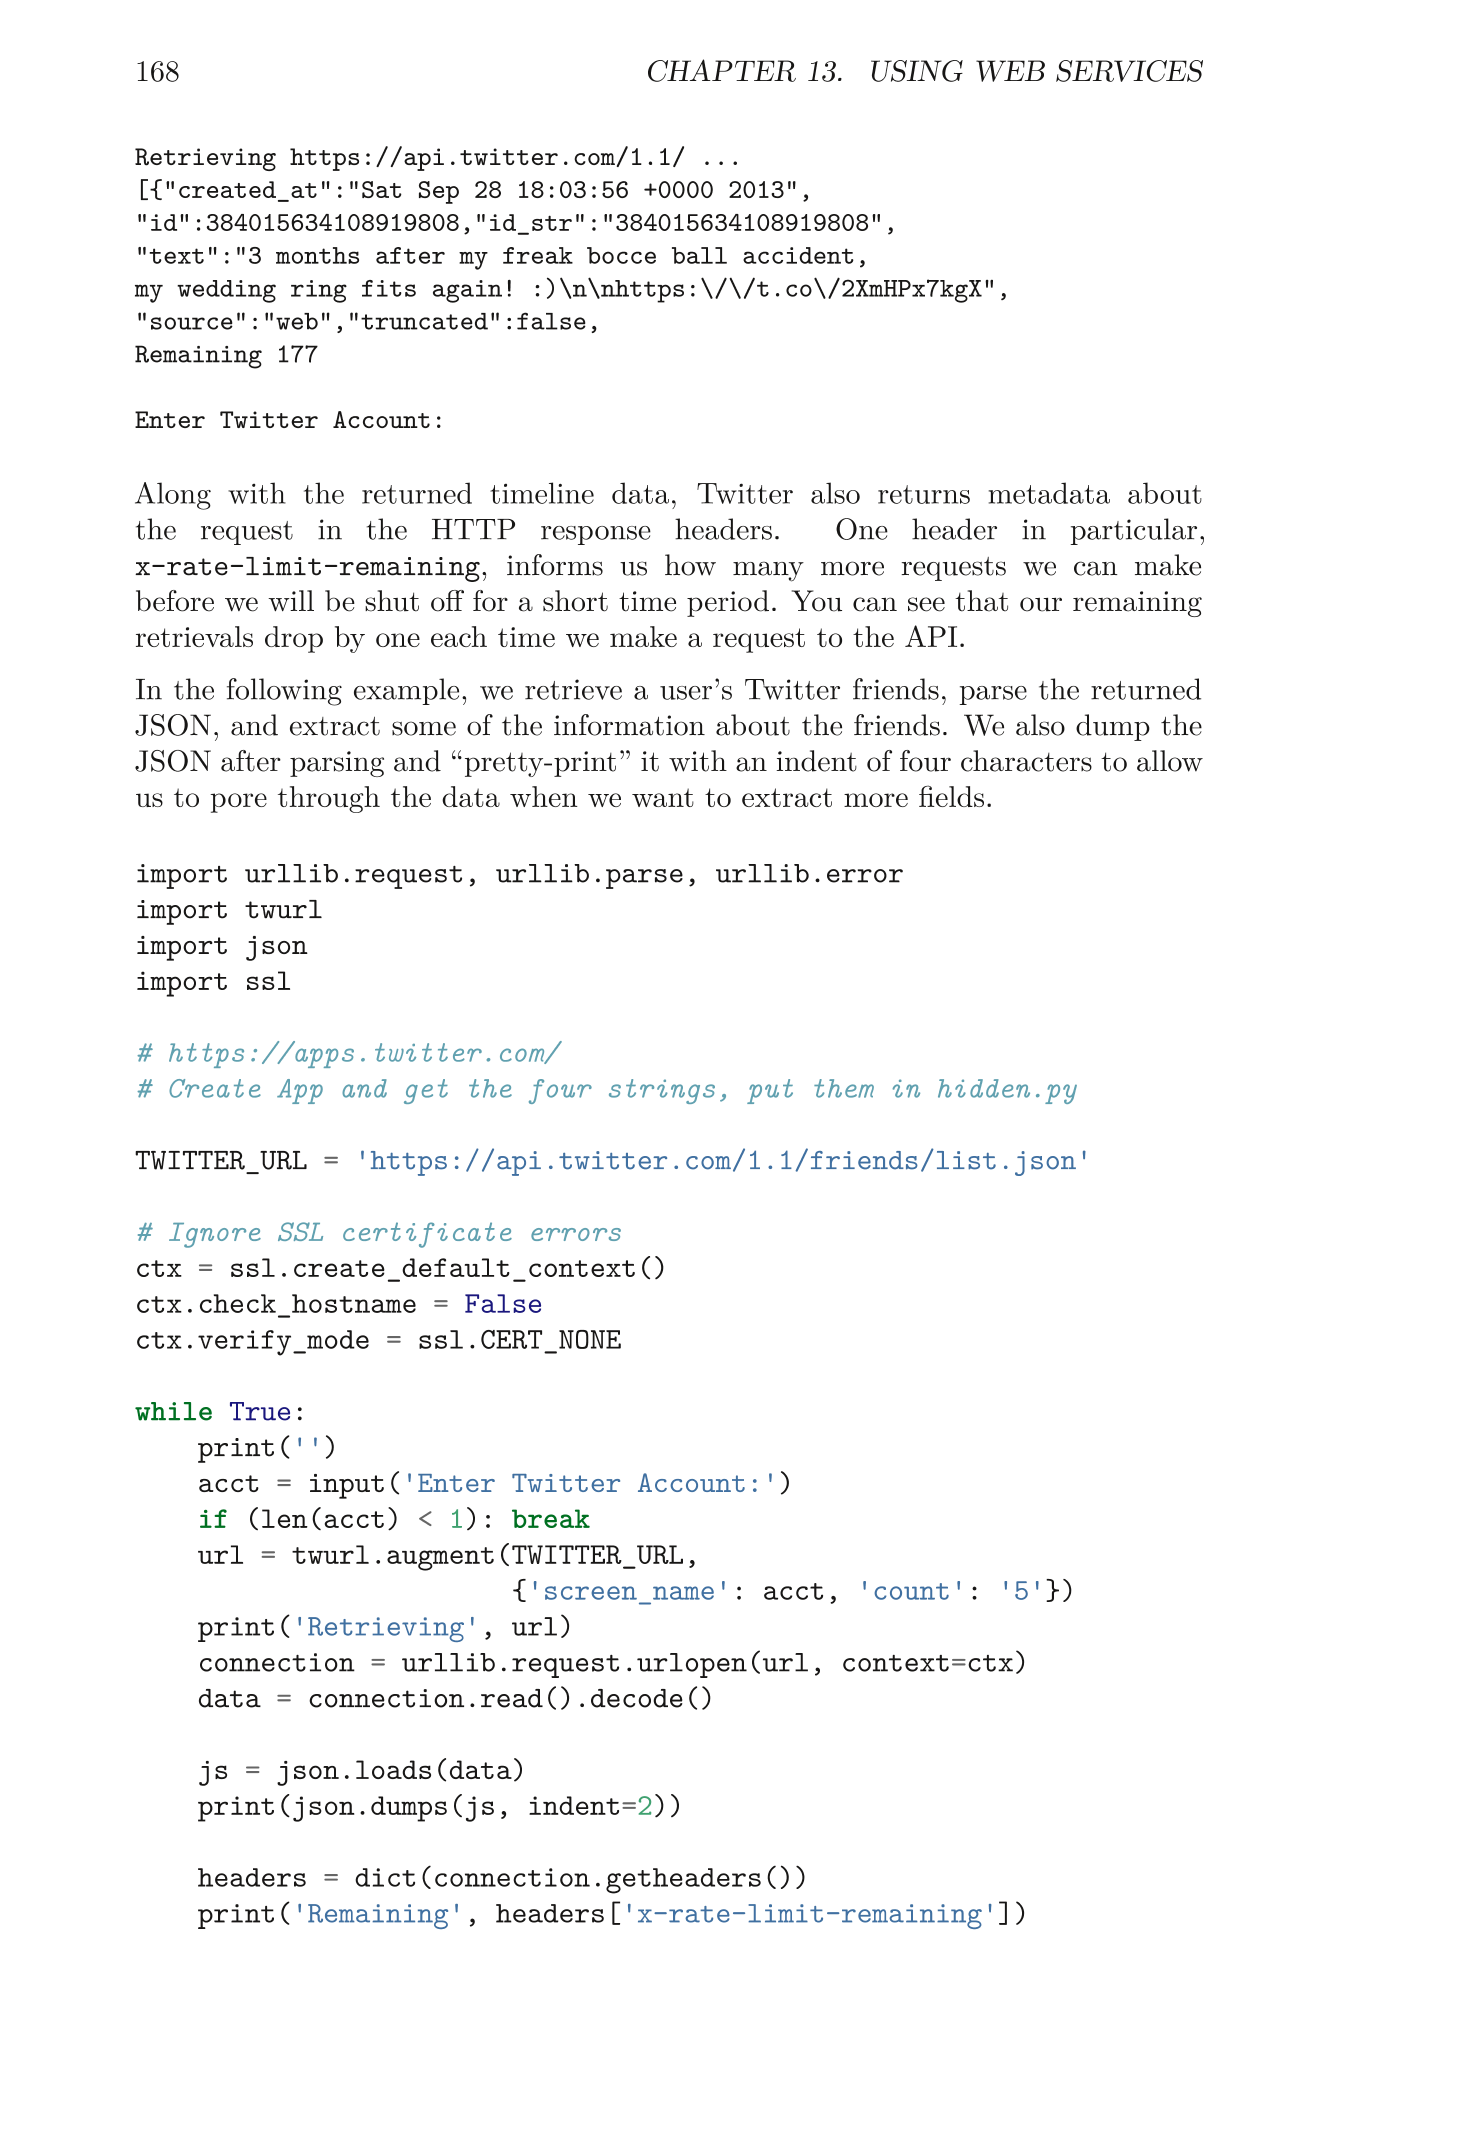 168 CHAPTER 13. USING WEB SERVICES
Retrieving https://api.twitter.com/1.1/ ...
[{"created_at":"Sat Sep 28 18:03:56 +0000 2013",
"id":384015634108919808,"id_str":"384015634108919808",
"text":"3 months after my freak bocce ball accident,
my wedding ring fits again! :)\n\nhttps:\/\/t.co\/2XmHPx7kgX",
"source":"web","truncated":false,
Remaining 177
Enter Twitter Account:
Along with the returned timeline data, Twitter also returns metadata about
the request in the HTTP response headers. One header in particular,
x-rate-limit-remaining, informs us how many more requests we can make
before we will be shut off for a short time period. You can see that our remaining
retrievals drop by one each time we make a request to the API.
In the following example, we retrieve a user's Twitter friends, parse the returned
JSON, and extract some of the information about the friends. We also dump the
JSON after parsing and “pretty-print” it with an indent of four characters to allow
us to pore through the data when we want to extract more fields.
import urllib.request, urllib.parse, urllib.error
import twurl
import json
import ssl
# https://apps.twitter.com/
# Create App and get the four strings, put them in hidden.py
TWITTER_URL = 'https://api.twitter.com/1.1/friends/list.json'
# Ignore SSL certificate errors
ctx = ssl.create_default_context()
ctx.check_hostname = False
ctx.verify_mode = ssl.CERT_NONE
while True:
    print('')
    acct = input('Enter Twitter Account:')
    if (len(acct) < 1): break
    url = twurl.augment(TWITTER_URL,
                        {'screen_name': acct, 'count': '5'})
    print('Retrieving', url)
    connection = urllib.request.urlopen(url, context=ctx)
    data = connection.read().decode()
    js = json.loads(data)
    print(json.dumps(js, indent=2))
    headers = dict(connection.getheaders())
    print('Remaining', headers['x-rate-limit-remaining'])